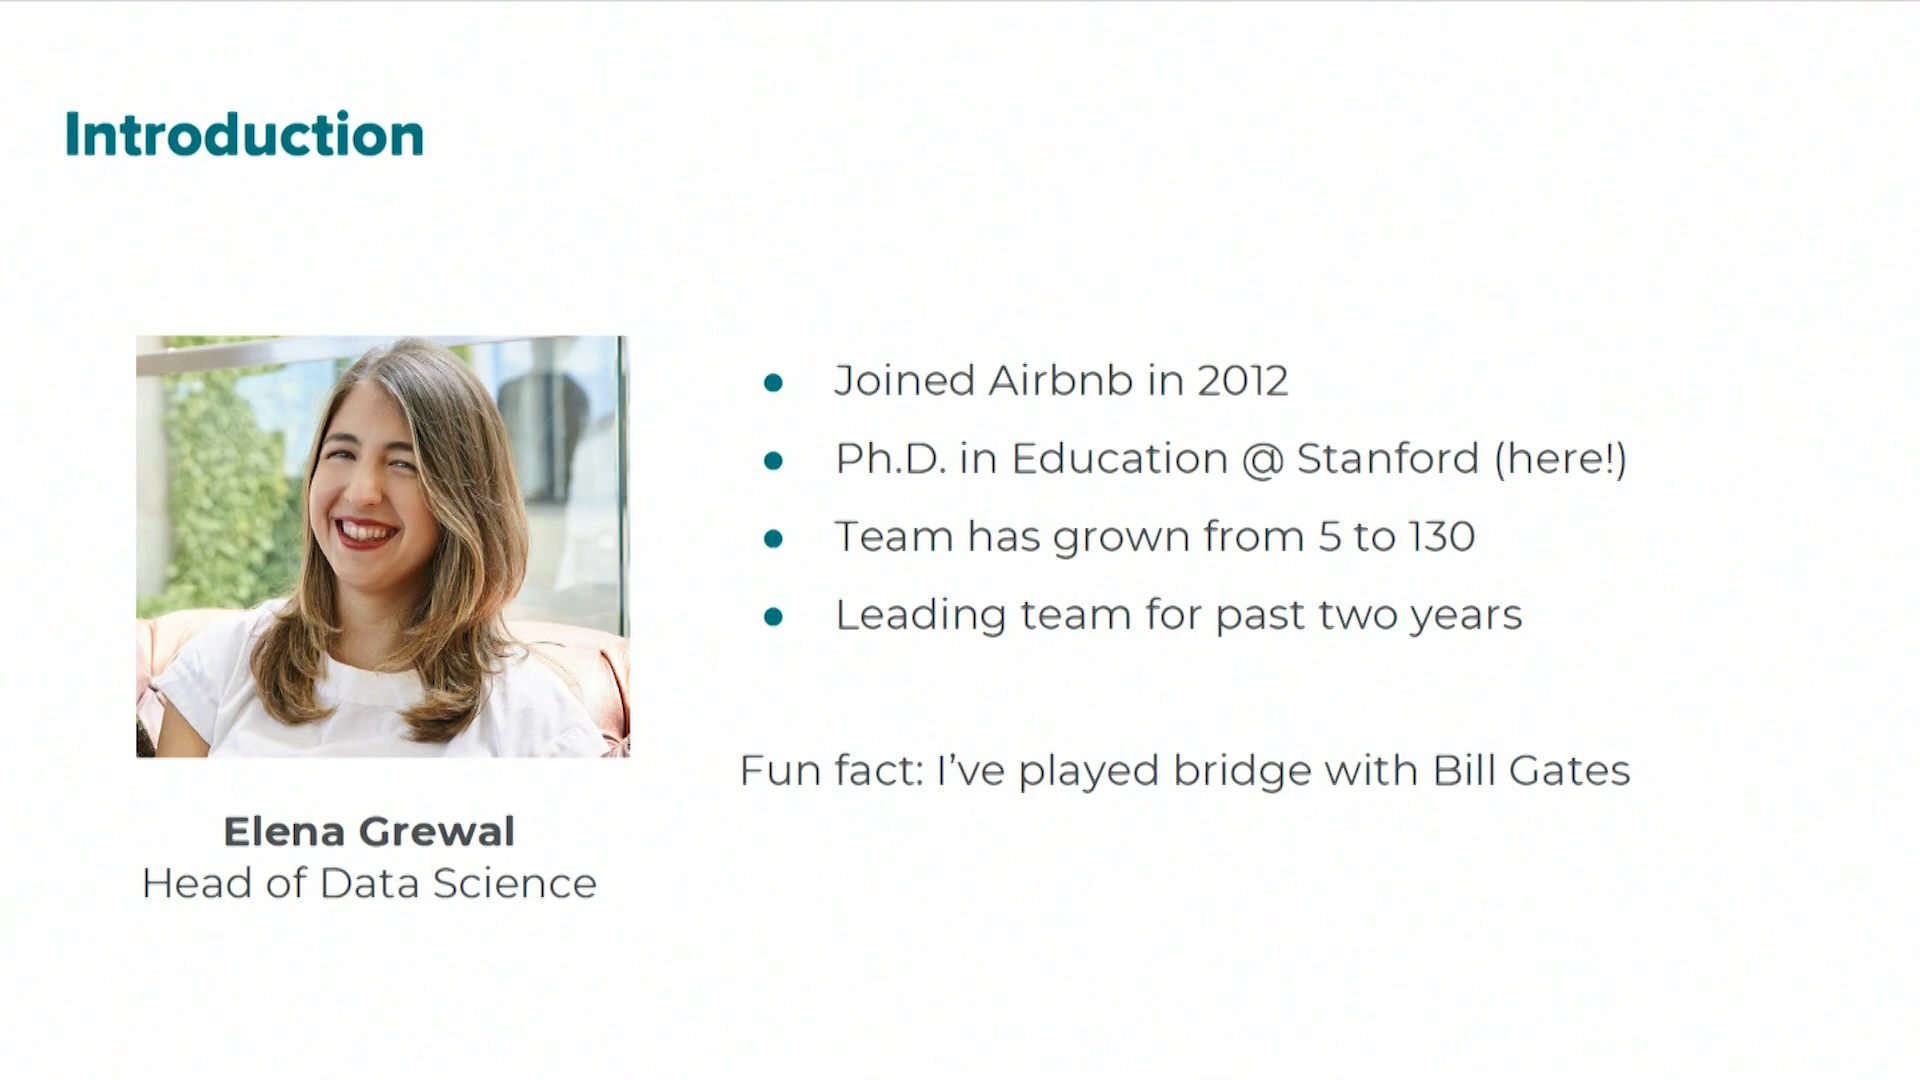 Introduction
Elena Grewal
Head of Data Science
● Joined Airbnb in 2012
● Ph.D. in Education @ Stanford (here!)
● Team has grown from 5 to 130
● Leading team for past two years
Fun fact: I’ve played bridge with Bill Gates